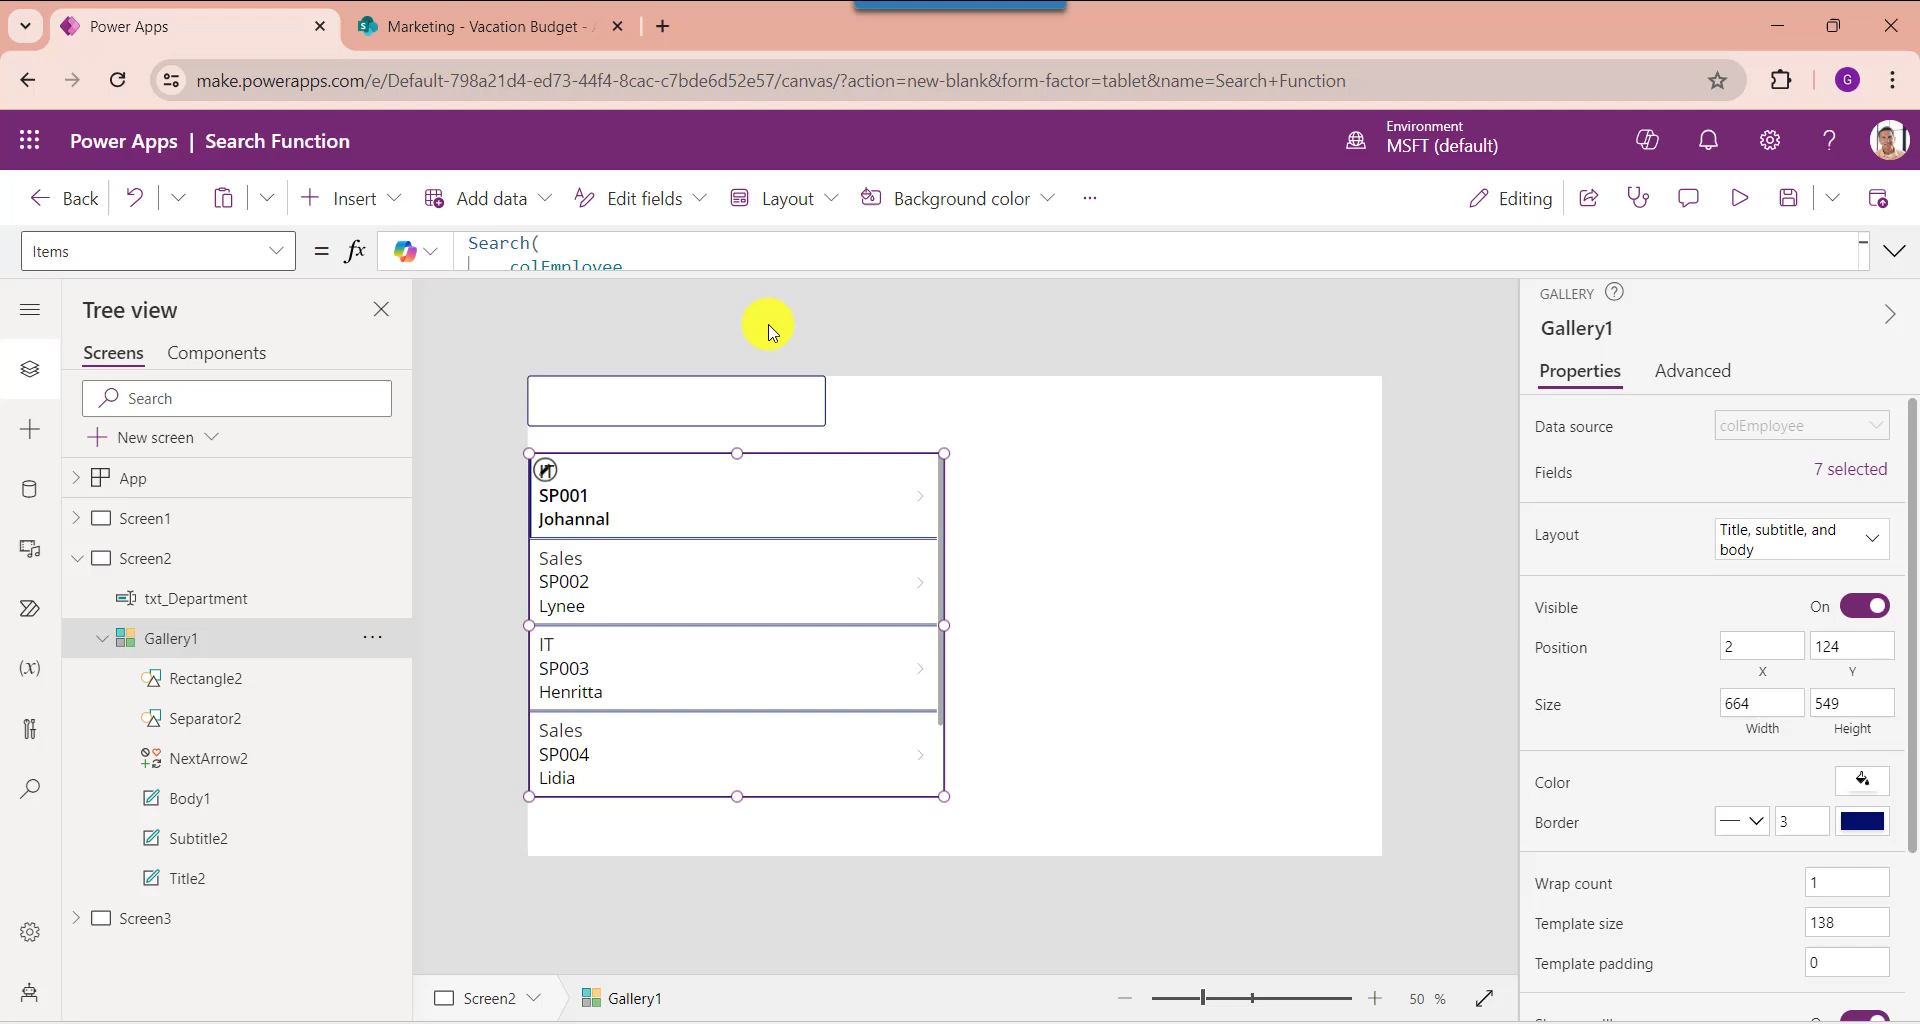 Power Apps
Marketing - Vacation Budget -
make.powerapps.com/e/Default-798a21d4-ed73-44f4-8cac-c7bde6d52e57/canvas/?action=new-blank&form-factor=tablet&name=Search+Function
G
Power Apps | Search Function
Environment
MSFT (default)
Back
Insert
Add data
Edit fields
Layout
Background color
Editing
Items
= fx
Search(
colEmployee
Tree view
Screens Components
Search
New screen
App
Screen1
Screen2
txt_Department
Gallery1
Rectangle2
Separator2
NextArrow2
Body1
Subtitle2
Title2
Screen3
IT
SP001
Johannal
Sales
SP002
Lynee
IT
SP003
Henritta
Sales
SP004
Lidia
Screen2
Gallery1
50 %
GALLERY
Gallery1
Properties Advanced
Data source colEmployee
Fields 7 selected
Layout Title, subtitle, and
body
Visible On
Position 2 124
X Y
Size 664 549
Width Height
Color
Border 3
Wrap count 1
Template size 138
Template padding 0